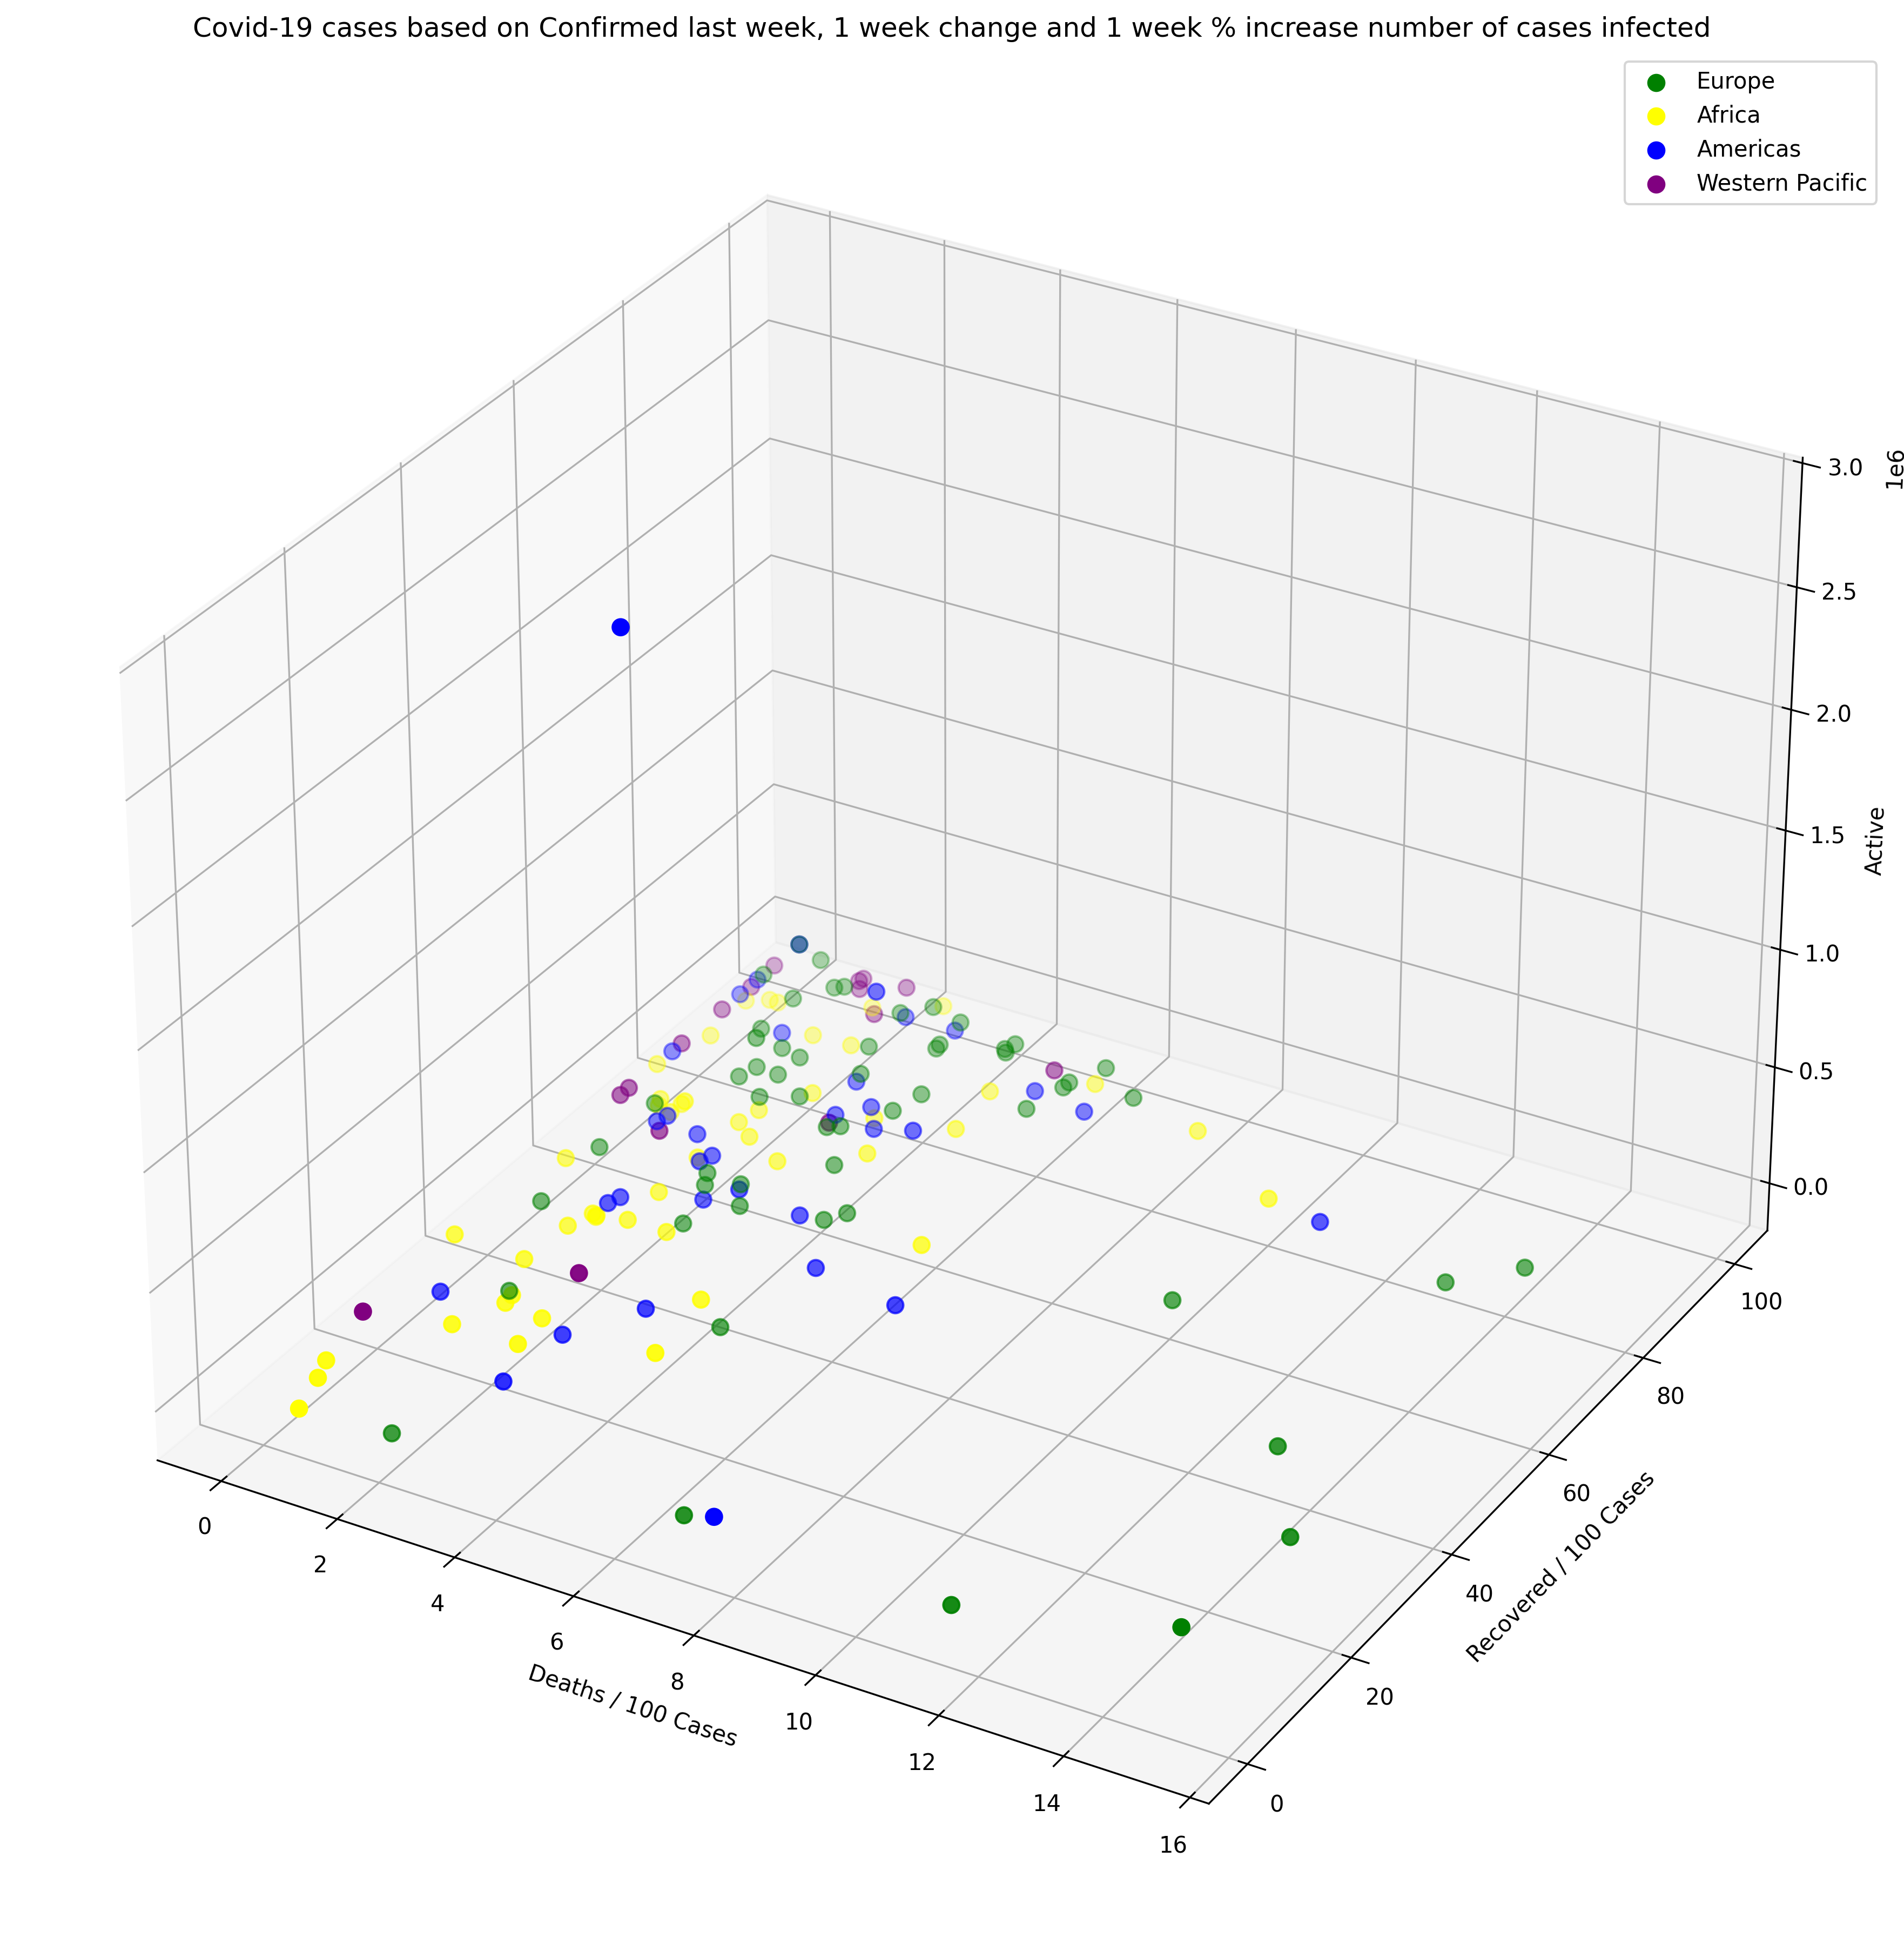 Covid-19 cases based on Confirmed last week, 1 week change and 1 week % increase number of cases infected
Europe
Africa
Americas
Western Pacific
1e6
3.0
2.5
2.0
1.5
1.0
0.5
0.0
Active
0
2
4
6
8
10
12
14
16
Deaths / 100 Cases
0
20
40
60
80
100
Recovered / 100 Cases